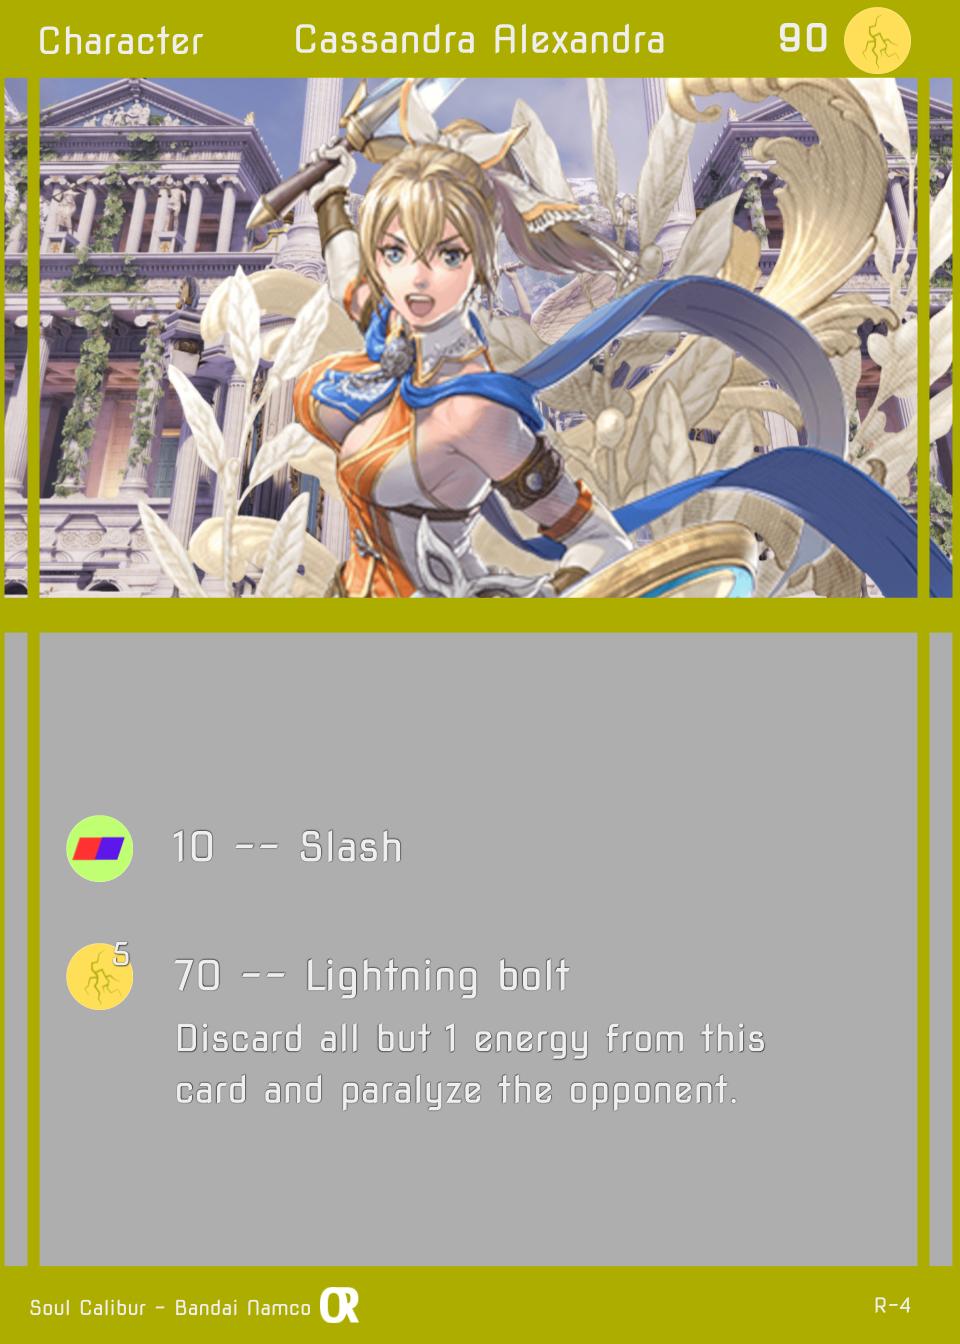 Character Cassandra Alexandra 90
10 -- Slash
5
70 -- Lightning bolt
Discard all but 1 energy from this
card and paralyze the opponent.
Soul Calibur - Bandai Namco OR R-4